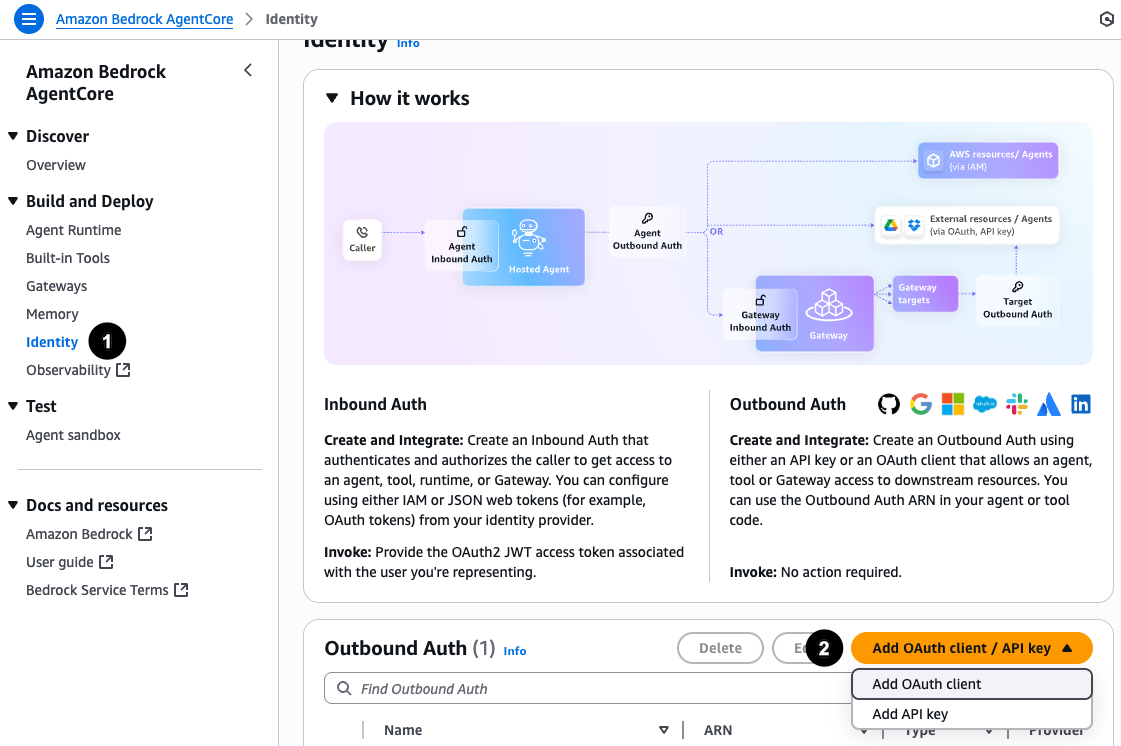 Amazon Bedrock AgentCore > Identity
Identity Info
Amazon Bedrock
AgentCore
Discover
Overview
Build and Deploy
Agent Runtime
Built-in Tools
Gateways
Memory
Identity 1
Observability
Test
Agent sandbox
Docs and resources
Amazon Bedrock
User guide
Bedrock Service Terms
How it works
Caller
Agent
Inbound Auth
Hosted Agent
Agent
Outbound Auth
OR
AWS resources/ Agents
(via IAM)
External resources / Agents
(via OAuth, API key)
Gateway
Inbound Auth
Gateway
Gateway
targets
Target
Outbound Auth
Inbound Auth
Create and Integrate: Create an Inbound Auth that
authenticates and authorizes the caller to get access to
an agent, tool, runtime, or Gateway. You can configure
using either IAM or JSON web tokens (for example,
OAuth tokens) from your identity provider.
Invoke: Provide the OAuth2 JWT access token associated
with the user you're representing.
Outbound Auth
Create and Integrate: Create an Outbound Auth using
either an API key or an OAuth client that allows an agent,
tool or Gateway access to downstream resources. You
can use the Outbound Auth ARN in your agent or tool
code.
Invoke: No action required.
Outbound Auth (1) Info
Delete
2
Add OAuth client / API key
Find Outbound Auth
Add OAuth client
Add API key
Name
ARN
Type
Provider